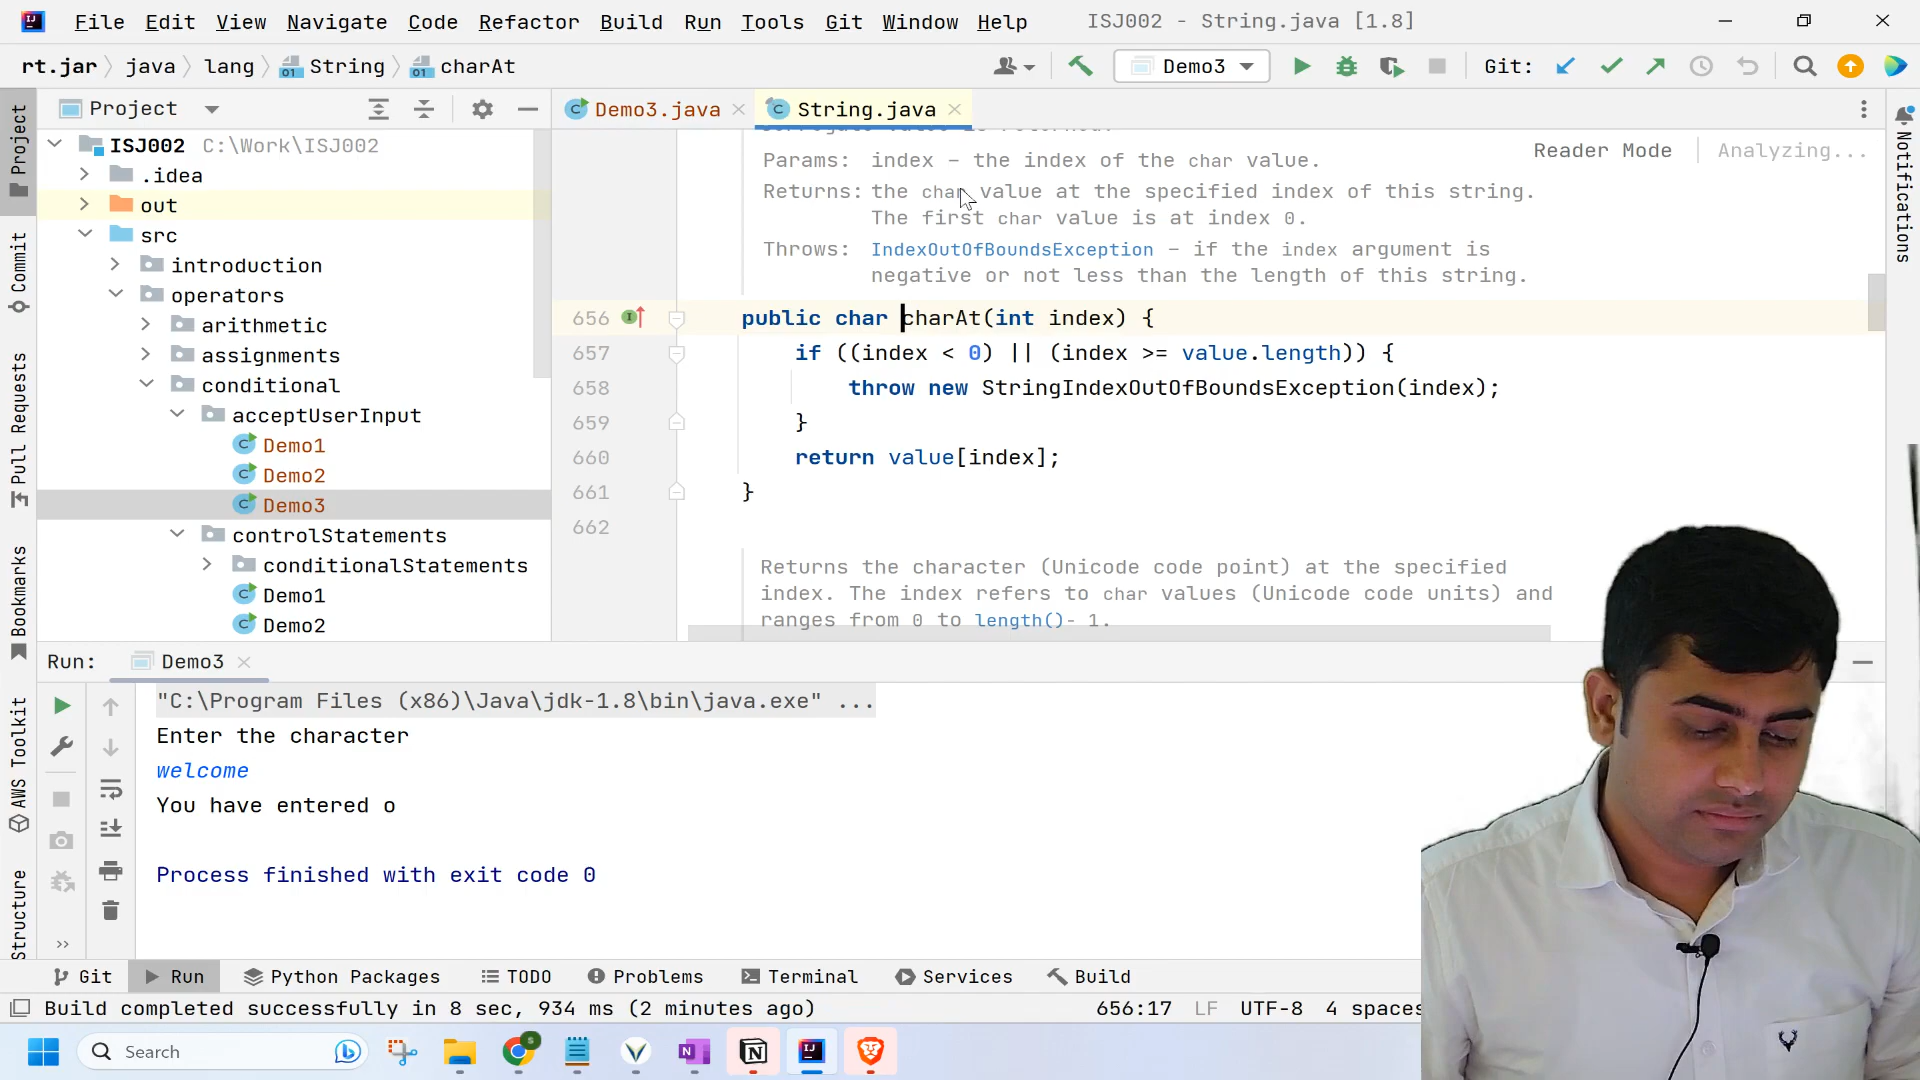 File Edit View Navigate Code Refactor Build Run Tools Git Window Help ISJ002 - String.java [1.8]
rt.jar java lang String charAt Demo3 Git:
Project Demo3.java String.java
ISJ002 C:\Work\ISJ002
.idea
out
src
introduction
operators
arithmetic
assignments
conditional
acceptUserInput
Demo1
Demo2
Demo3
controlStatements
conditionalStatements
Demo1
Demo2
Reader Mode Analyzing...
Params: index – the index of the char value.
Returns: the char value at the specified index of this string.
The first char value is at index 0.
Throws: IndexOutOfBoundsException – if the index argument is
negative or not less than the length of this string.
656 public char charAt(int index) {
657 if ((index < 0) || (index >= value.length)) {
658 throw new StringIndexOutOfBoundsException(index);
659 }
660 return value[index];
661 }
662
Returns the character (Unicode code point) at the specified
index. The index refers to char values (Unicode code units) and
ranges from 0 to length()- 1.
Project
Commit
Pull Requests
Bookmarks
AWS Toolkit
Structure
Notifications
Run: Demo3
"C:\Program Files (x86)\Java\jdk-1.8\bin\java.exe" ...
Enter the character
welcome
You have entered o
Process finished with exit code 0
Git Run Python Packages TODO Problems Terminal Services Build
Build completed successfully in 8 sec, 934 ms (2 minutes ago) 656:17 LF UTF-8 4 spaces
Search